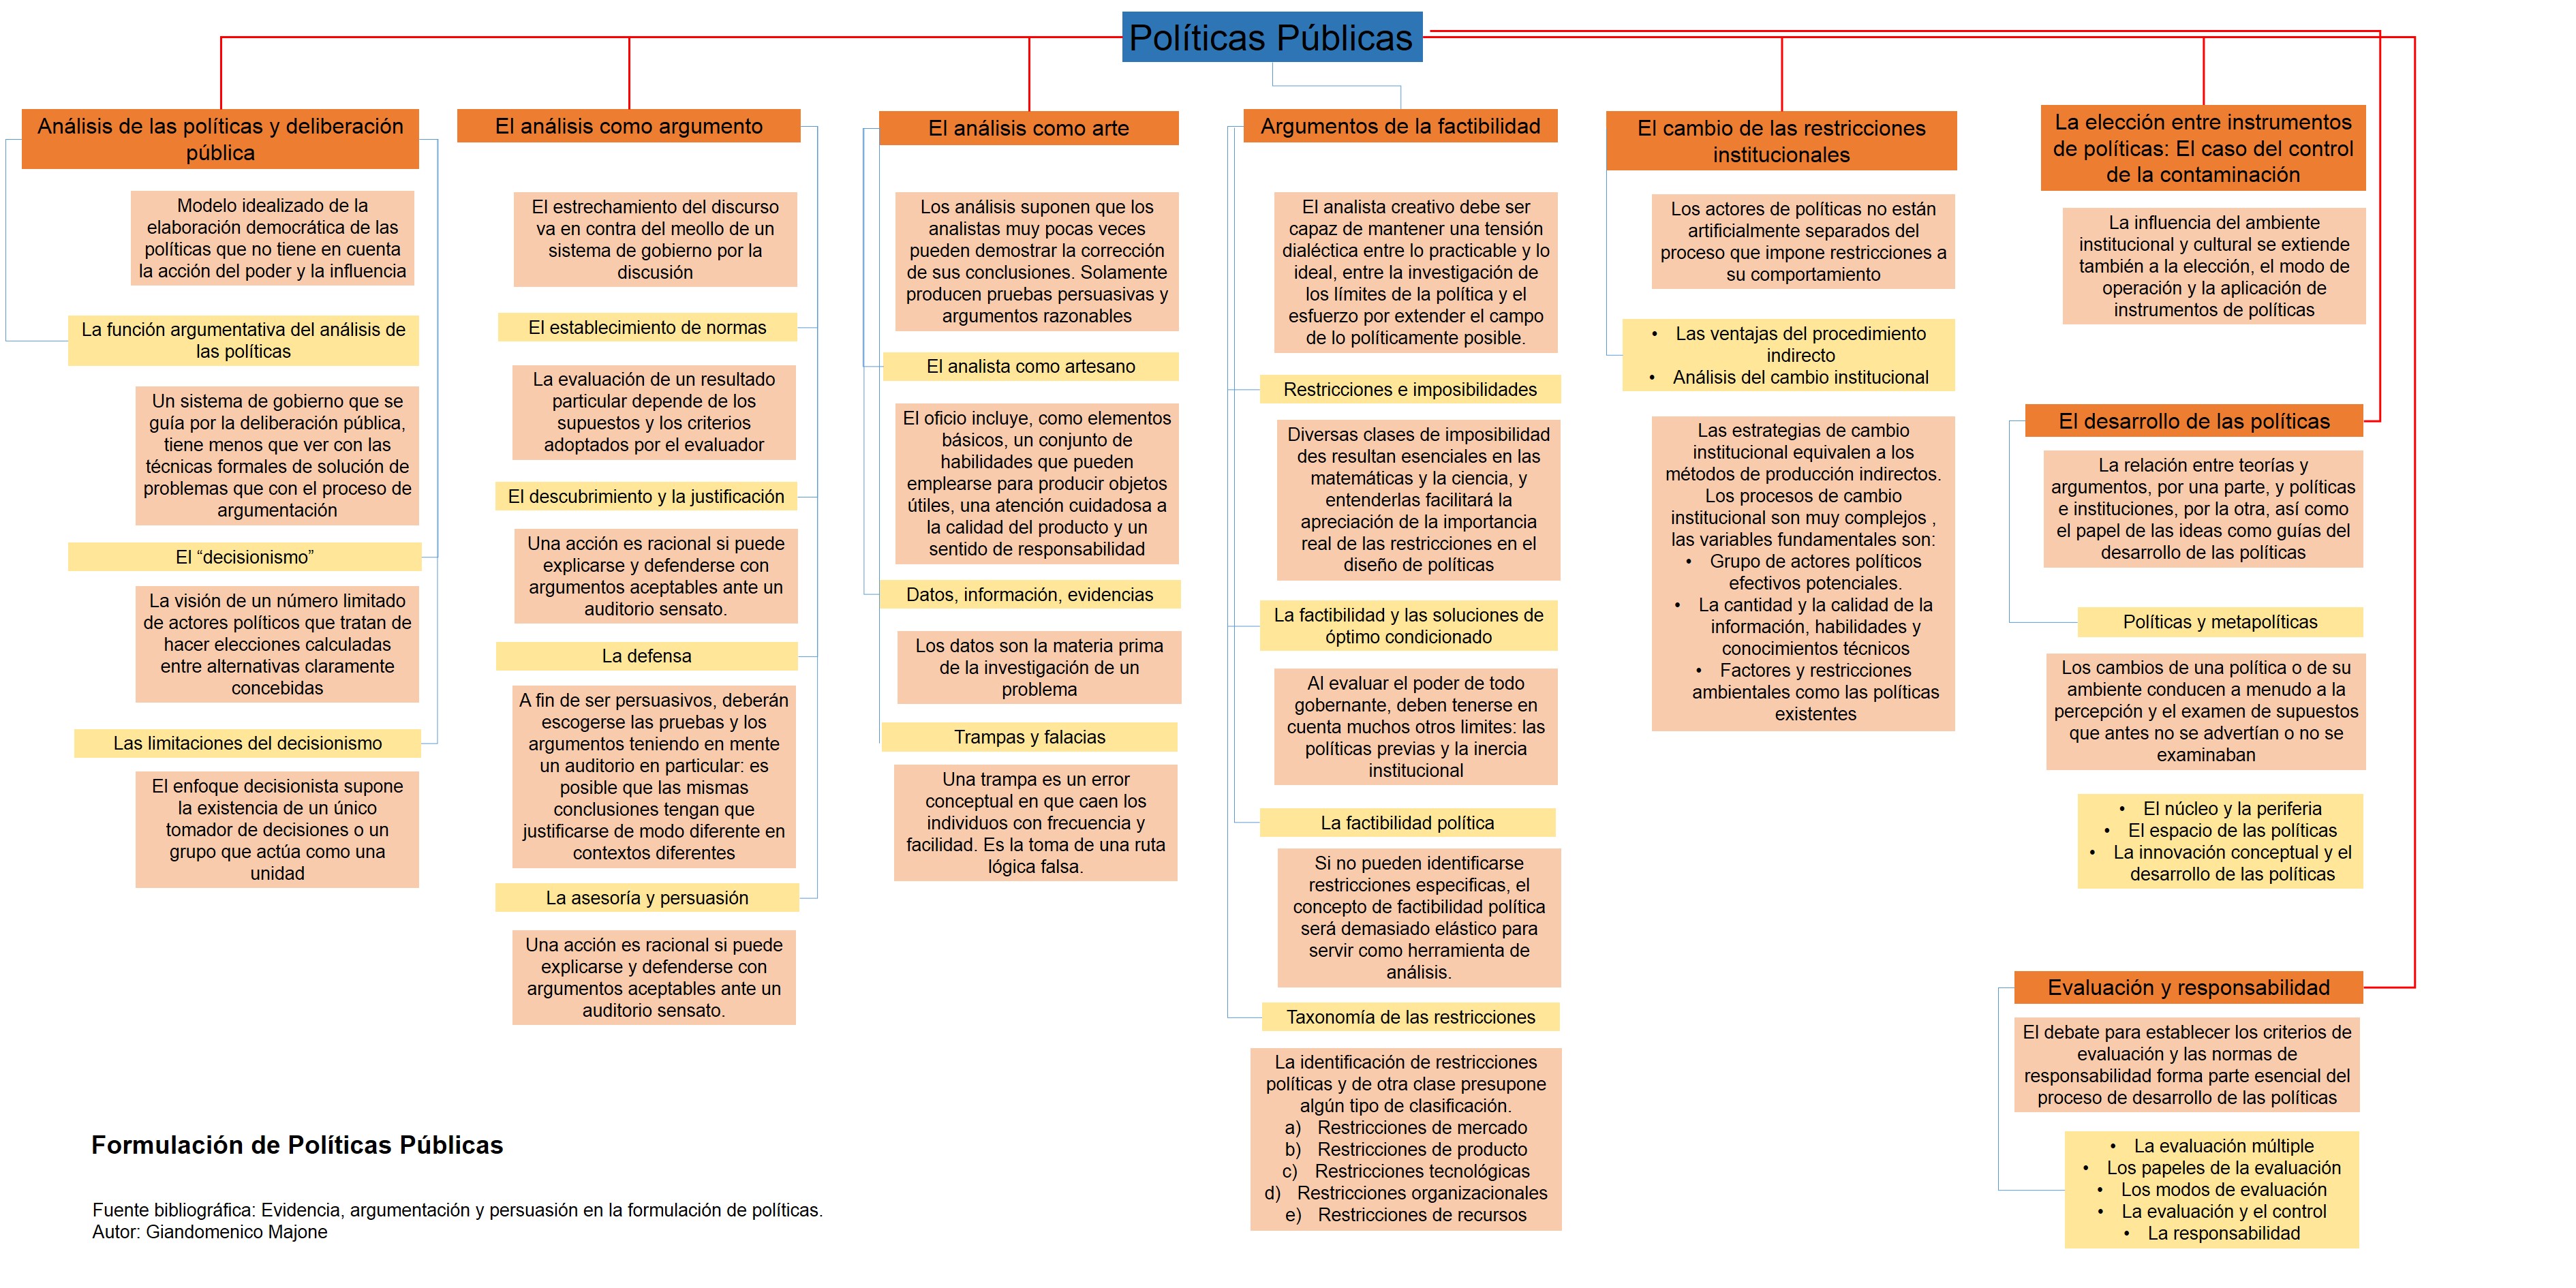 Políticas Públicas
Análisis de las políticas y deliberación
pública
Modelo idealizado de la
elaboración democrática de las
políticas que no tiene en cuenta
la acción del poder y la influencia
La función argumentativa del análisis de
las políticas
Un sistema de gobierno que se
guía por la deliberación pública,
tiene menos que ver con las
técnicas formales de solución de
problemas que con el proceso de
argumentación
El “decisionismo”
La visión de un número limitado
de actores políticos que tratan de
hacer elecciones calculadas
entre alternativas claramente
concebidas
Las limitaciones del decisionismo
El enfoque decisionista supone
la existencia de un único
tomador de decisiones o un
grupo que actúa como una
unidad
El análisis como argumento
El estrechamiento del discurso
va en contra del meollo de un
sistema de gobierno por la
discusión
El establecimiento de normas
La evaluación de un resultado
particular depende de los
supuestos y los criterios
adoptados por el evaluador
El descubrimiento y la justificación
Una acción es racional si puede
explicarse y defenderse con
argumentos aceptables ante un
auditorio sensato.
La defensa
A fin de ser persuasivos, deberán
escogerse las pruebas y los
argumentos teniendo en mente
un auditorio en particular: es
posible que las mismas
conclusiones tengan que
justificarse de modo diferente en
contextos diferentes
La asesoría y persuasión
Una acción es racional si puede
explicarse y defenderse con
argumentos aceptables ante un
auditorio sensato.
El análisis como arte
Los análisis suponen que los
analistas muy pocas veces
pueden demostrar la corrección
de sus conclusiones. Solamente
producen pruebas persuasivas y
argumentos razonables
El analista como artesano
El oficio incluye, como elementos
básicos, un conjunto de
habilidades que pueden
emplearse para producir objetos
útiles, una atención cuidadosa a
la calidad del producto y un
sentido de responsabilidad
Datos, información, evidencias
Los datos son la materia prima
de la investigación de un
problema
Trampas y falacias
Una trampa es un error
conceptual en que caen los
individuos con frecuencia y
facilidad. Es la toma de una ruta
lógica falsa.
Argumentos de la factibilidad
El analista creativo debe ser
capaz de mantener una tensión
dialéctica entre lo practicable y lo
ideal, entre la investigación de
los límites de la política y el
esfuerzo por extender el campo
de lo políticamente posible.
Restricciones e imposibilidades
Diversas clases de imposibilidad
des resultan esenciales en las
matemáticas y la ciencia, y
entenderlas facilitará la
apreciación de la importancia
real de las restricciones en el
diseño de políticas
La factibilidad y las soluciones de
óptimo condicionado
Al evaluar el poder de todo
gobernante, deben tenerse en
cuenta muchos otros limites: las
políticas previas y la inercia
institucional
La factibilidad política
Si no pueden identificarse
restricciones especificas, el
concepto de factibilidad política
será demasiado elástico para
servir como herramienta de
análisis.
Taxonomía de las restricciones
La identificación de restricciones
políticas y de otra clase presupone
algún tipo de clasificación.
a) Restricciones de mercado
b) Restricciones de producto
c) Restricciones tecnológicas
d) Restricciones organizacionales
e) Restricciones de recursos
El cambio de las restricciones
institucionales
Los actores de políticas no están
artificialmente separados del
proceso que impone restricciones a
su comportamiento
• Las ventajas del procedimiento
indirecto
• Análisis del cambio institucional
Las estrategias de cambio
institucional equivalen a los
métodos de producción indirectos.
Los procesos de cambio
institucional son muy complejos ,
las variables fundamentales son:
• Grupo de actores políticos
efectivos potenciales.
• La cantidad y la calidad de la
información, habilidades y
conocimientos técnicos
• Factores y restricciones
ambientales como las políticas
existentes
La elección entre instrumentos
de políticas: El caso del control
de la contaminación
La influencia del ambiente
institucional y cultural se extiende
también a la elección, el modo de
operación y la aplicación de
instrumentos de políticas
El desarrollo de las políticas
La relación entre teorías y
argumentos, por una parte, y políticas
e instituciones, por la otra, así como
el papel de las ideas como guías del
desarrollo de las políticas
Políticas y metapolíticas
Los cambios de una política o de su
ambiente conducen a menudo a la
percepción y el examen de supuestos
que antes no se advertían o no se
examinaban
• El núcleo y la periferia
• El espacio de las políticas
• La innovación conceptual y el
desarrollo de las políticas
Evaluación y responsabilidad
El debate para establecer los criterios de
evaluación y las normas de
responsabilidad forma parte esencial del
proceso de desarrollo de las políticas
• La evaluación múltiple
• Los papeles de la evaluación
• Los modos de evaluación
• La evaluación y el control
• La responsabilidad
Formulación de Políticas Públicas
Fuente bibliográfica: Evidencia, argumentación y persuasión en la formulación de políticas.
Autor: Giandomenico Majone